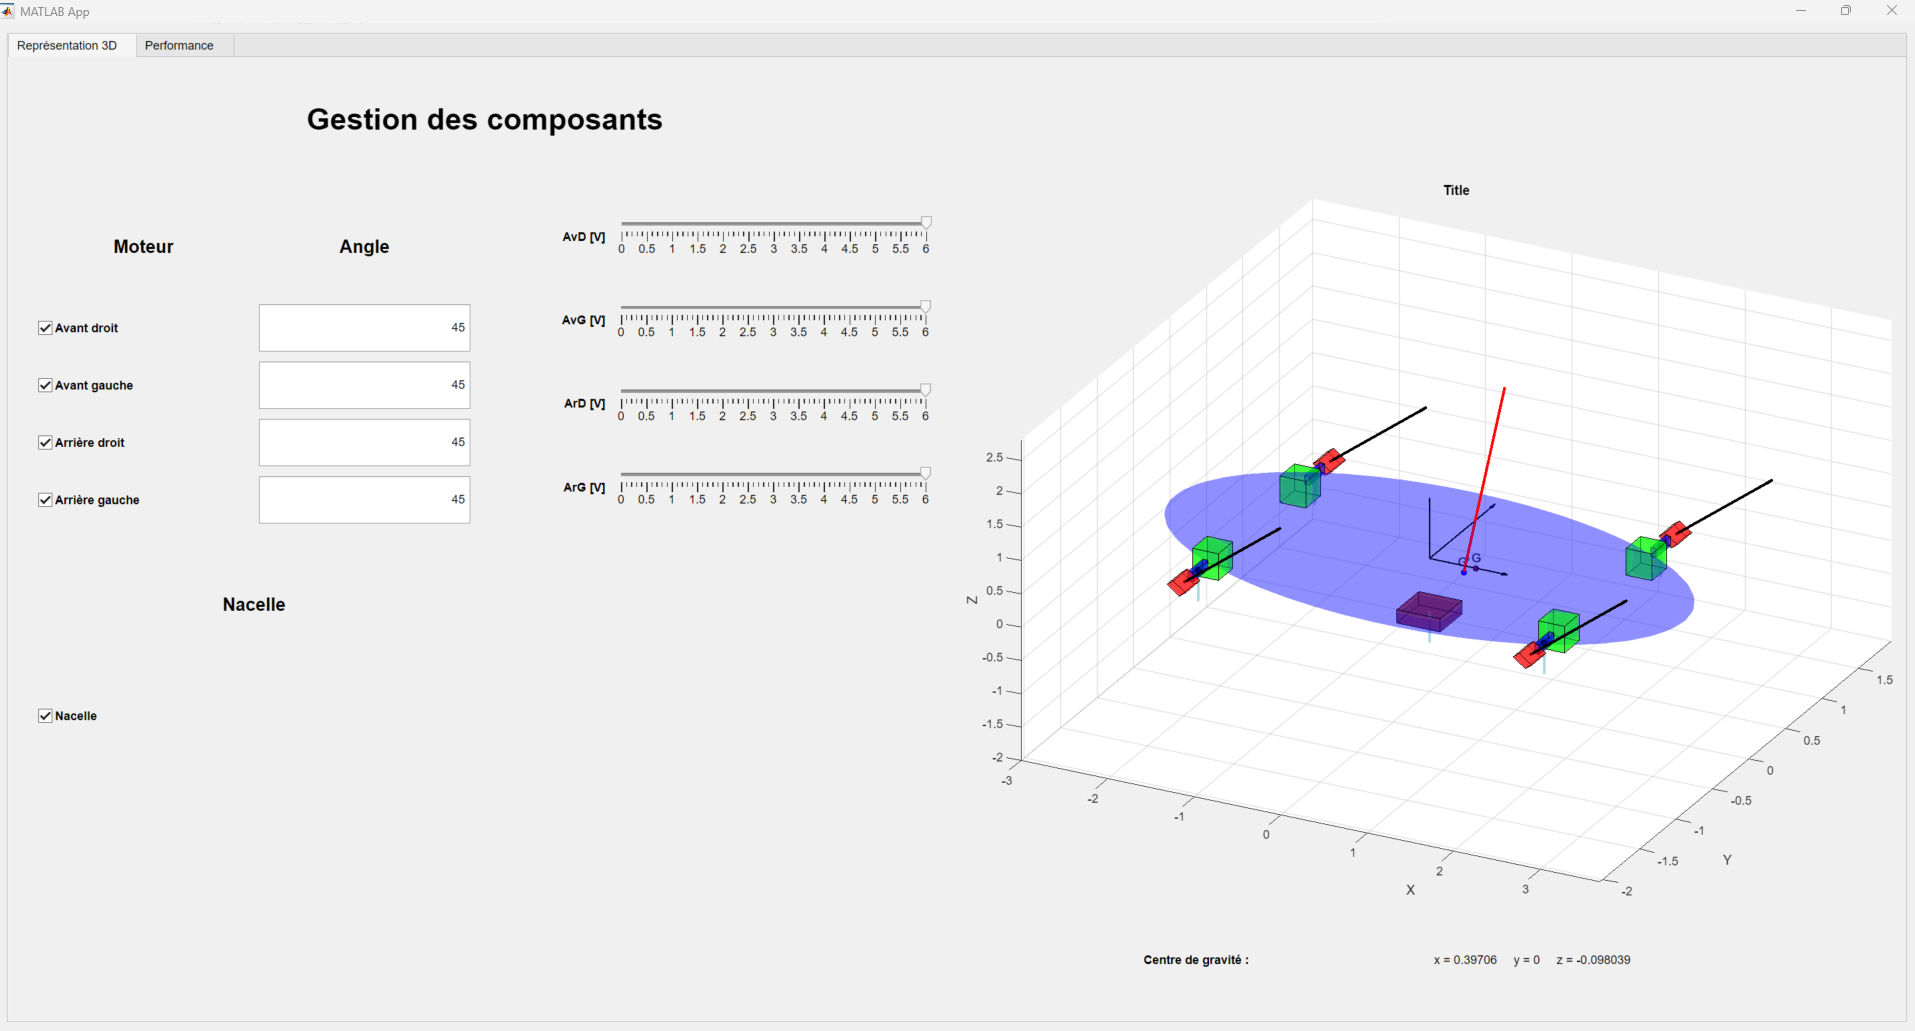 MATLAB App
Représentation 3D
Performance
Gestion des composants
Moteur
Angle
Avant droit
45
Avant gauche
45
Arrière droit
45
Arrière gauche
45
AvD [V]
0 0.5 1 1.5 2 2.5 3 3.5 4 4.5 5 5.5 6
AvG [V]
0 0.5 1 1.5 2 2.5 3 3.5 4 4.5 5 5.5 6
ArD [V]
0 0.5 1 1.5 2 2.5 3 3.5 4 4.5 5 5.5 6
ArG [V]
0 0.5 1 1.5 2 2.5 3 3.5 4 4.5 5 5.5 6
Nacelle
Nacelle
Title
2.5
2
1.5
1
0.5
0
-0.5
-1
-1.5
-2
Z
-3
-2
-1
0
1
2
3
X
1.5
1
0.5
0
-0.5
-1
-1.5
-2
Y
G
Centre de gravité :
x = 0.39706 y = 0 z = -0.098039